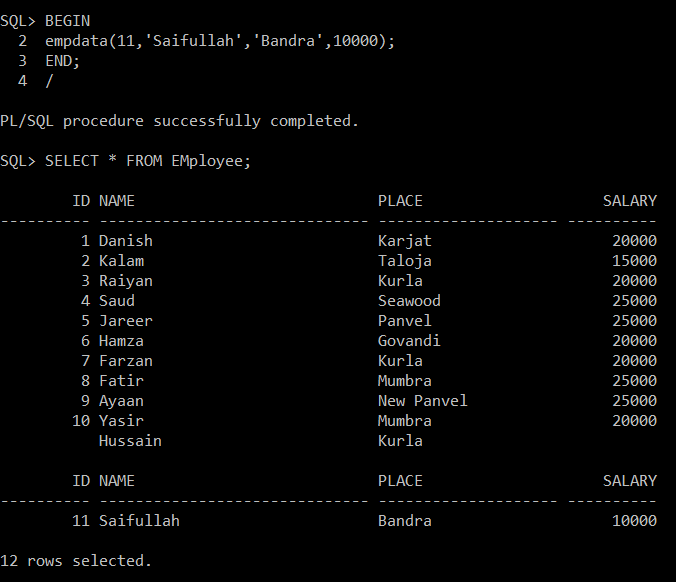 SQL> BEGIN
  2  empdata(11,'Saifullah','Bandra',10000);
  3  END;
  4  /
PL/SQL procedure successfully completed.
SQL> SELECT * FROM EMployee;
        ID NAME                           PLACE                    SALARY
---------- ------------------------------ -------------------- ----------
         1 Danish                         Karjat                    20000
         2 Kalam                          Taloja                    15000
         3 Raiyan                         Kurla                     20000
         4 Saud                           Seawood                   25000
         5 Jareer                         Panvel                    25000
         6 Hamza                          Govandi                   20000
         7 Farzan                         Kurla                     20000
         8 Fatir                          Mumbra                    25000
         9 Ayaan                          New Panvel                25000
        10 Yasir                          Mumbra                    20000
           Hussain                        Kurla
        ID NAME                           PLACE                    SALARY
---------- ------------------------------ -------------------- ----------
        11 Saifullah                      Bandra                    10000
12 rows selected.